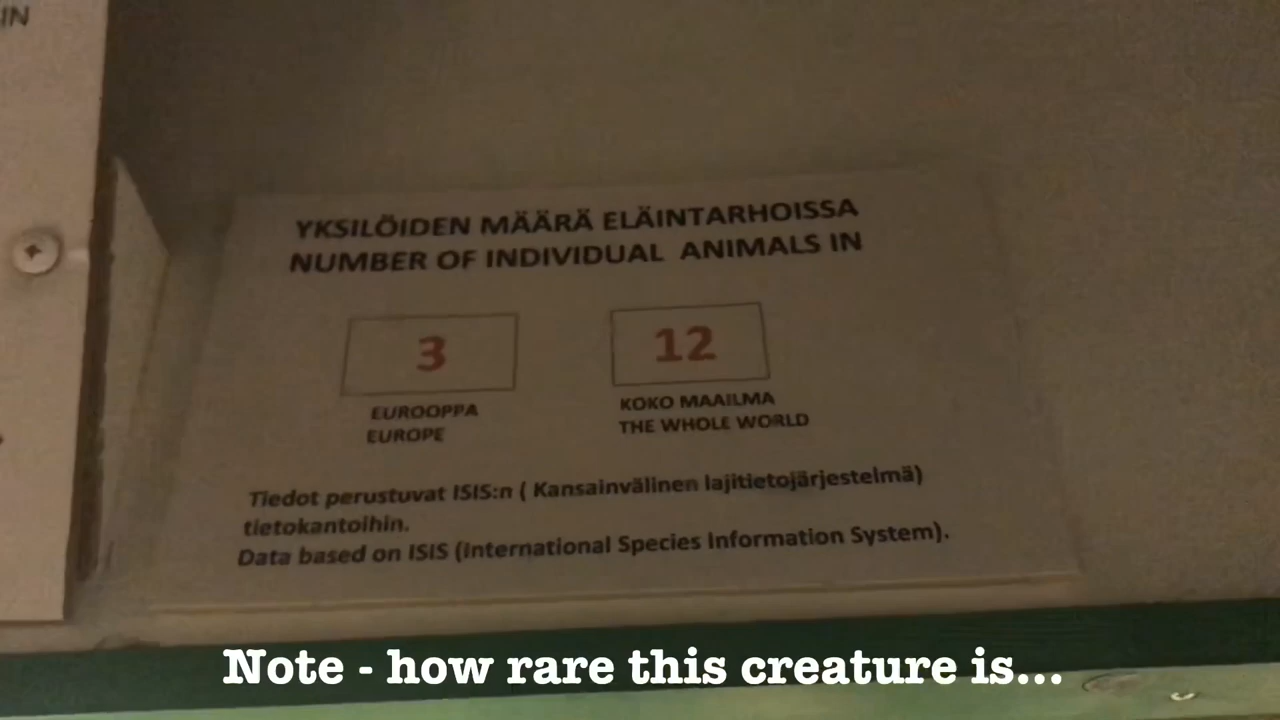 IN
YKSILÖIDEN MÄÄRÄ ELÄINTARHOISSA
NUMBER OF INDIVIDUAL ANIMALS IN
3
12
EUROOPPA
EUROPE
KOKO MAAILMA
THE WHOLE WORLD
Tiedot perustuvat ISIS:n ( Kansainvälinen lajitietojärjestelmä)
tietokantoihin.
Data based on ISIS (International Species Information System).
Note - how rare this creature is...